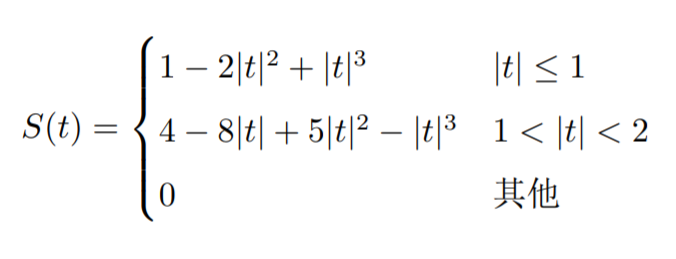 1 − 2|t|² + |t|³ |t| ≤ 1
S(t) = { 4 − 8|t| + 5|t|² − |t|³ 1 < |t| < 2
0 其他